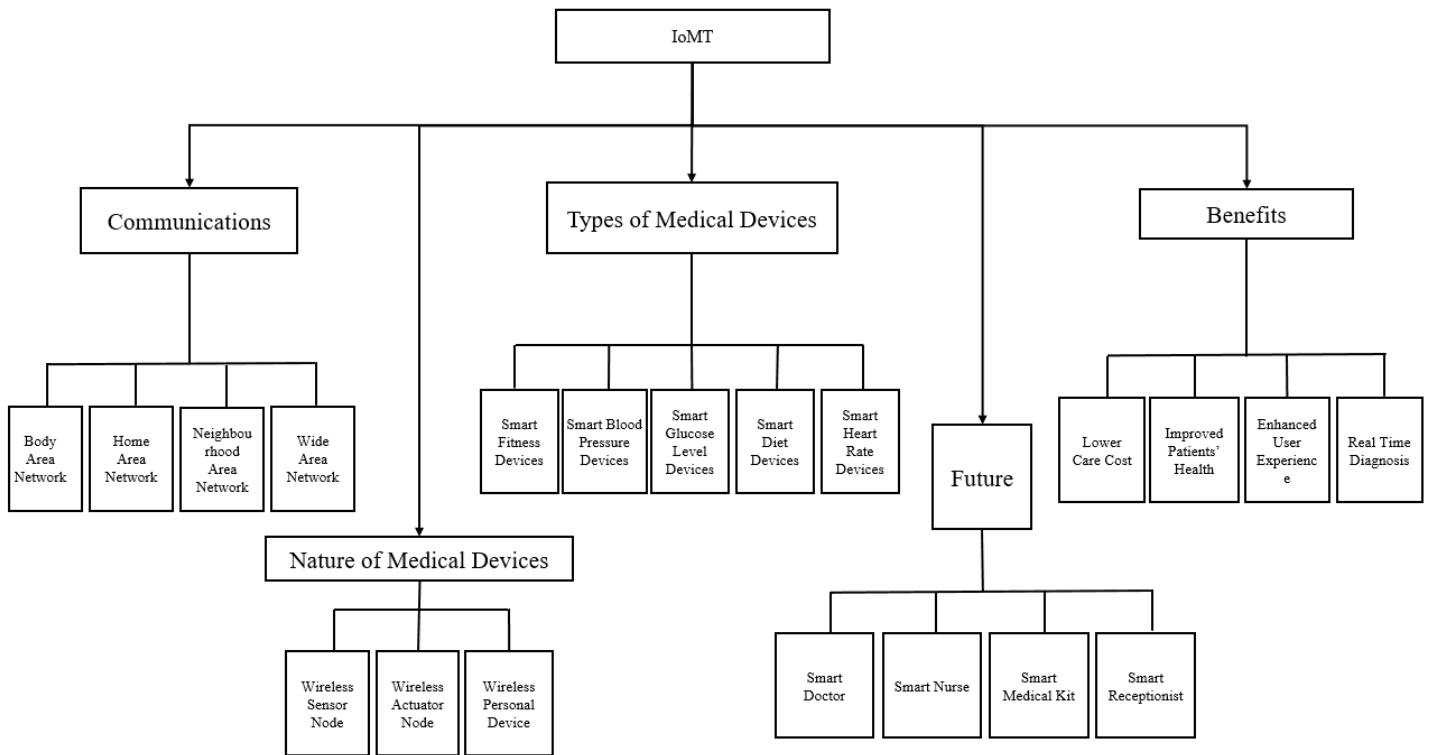 IoMT
Communications
Types of Medical Devices
Benefits
Body
Area
Network
Home
Area
Network
Neighbou
rhood
Area
Network
Wide
Area
Network
Smart
Fitness
Devices
Smart Blood
Pressure
Devices
Smart
Glucose
Level
Devices
Smart
Diet
Devices
Smart
Heart
Rate
Devices
Future
Lower
Care Cost
Improved
Patients’
Health
Enhanced
User
Experienc
e
Real Time
Diagnosis
Nature of Medical Devices
Wireless
Sensor
Node
Wireless
Actuator
Node
Wireless
Personal
Device
Smart
Doctor
Smart Nurse
Smart
Medical Kit
Smart
Receptionist